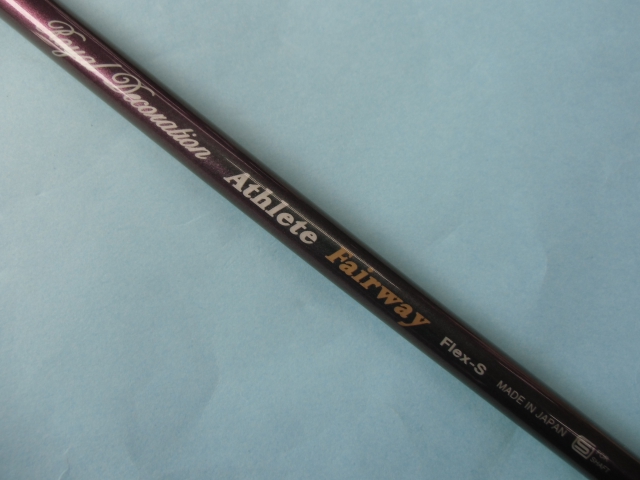 Royal Decoration Athlete Fairway Flex-S MADE IN JAPAN